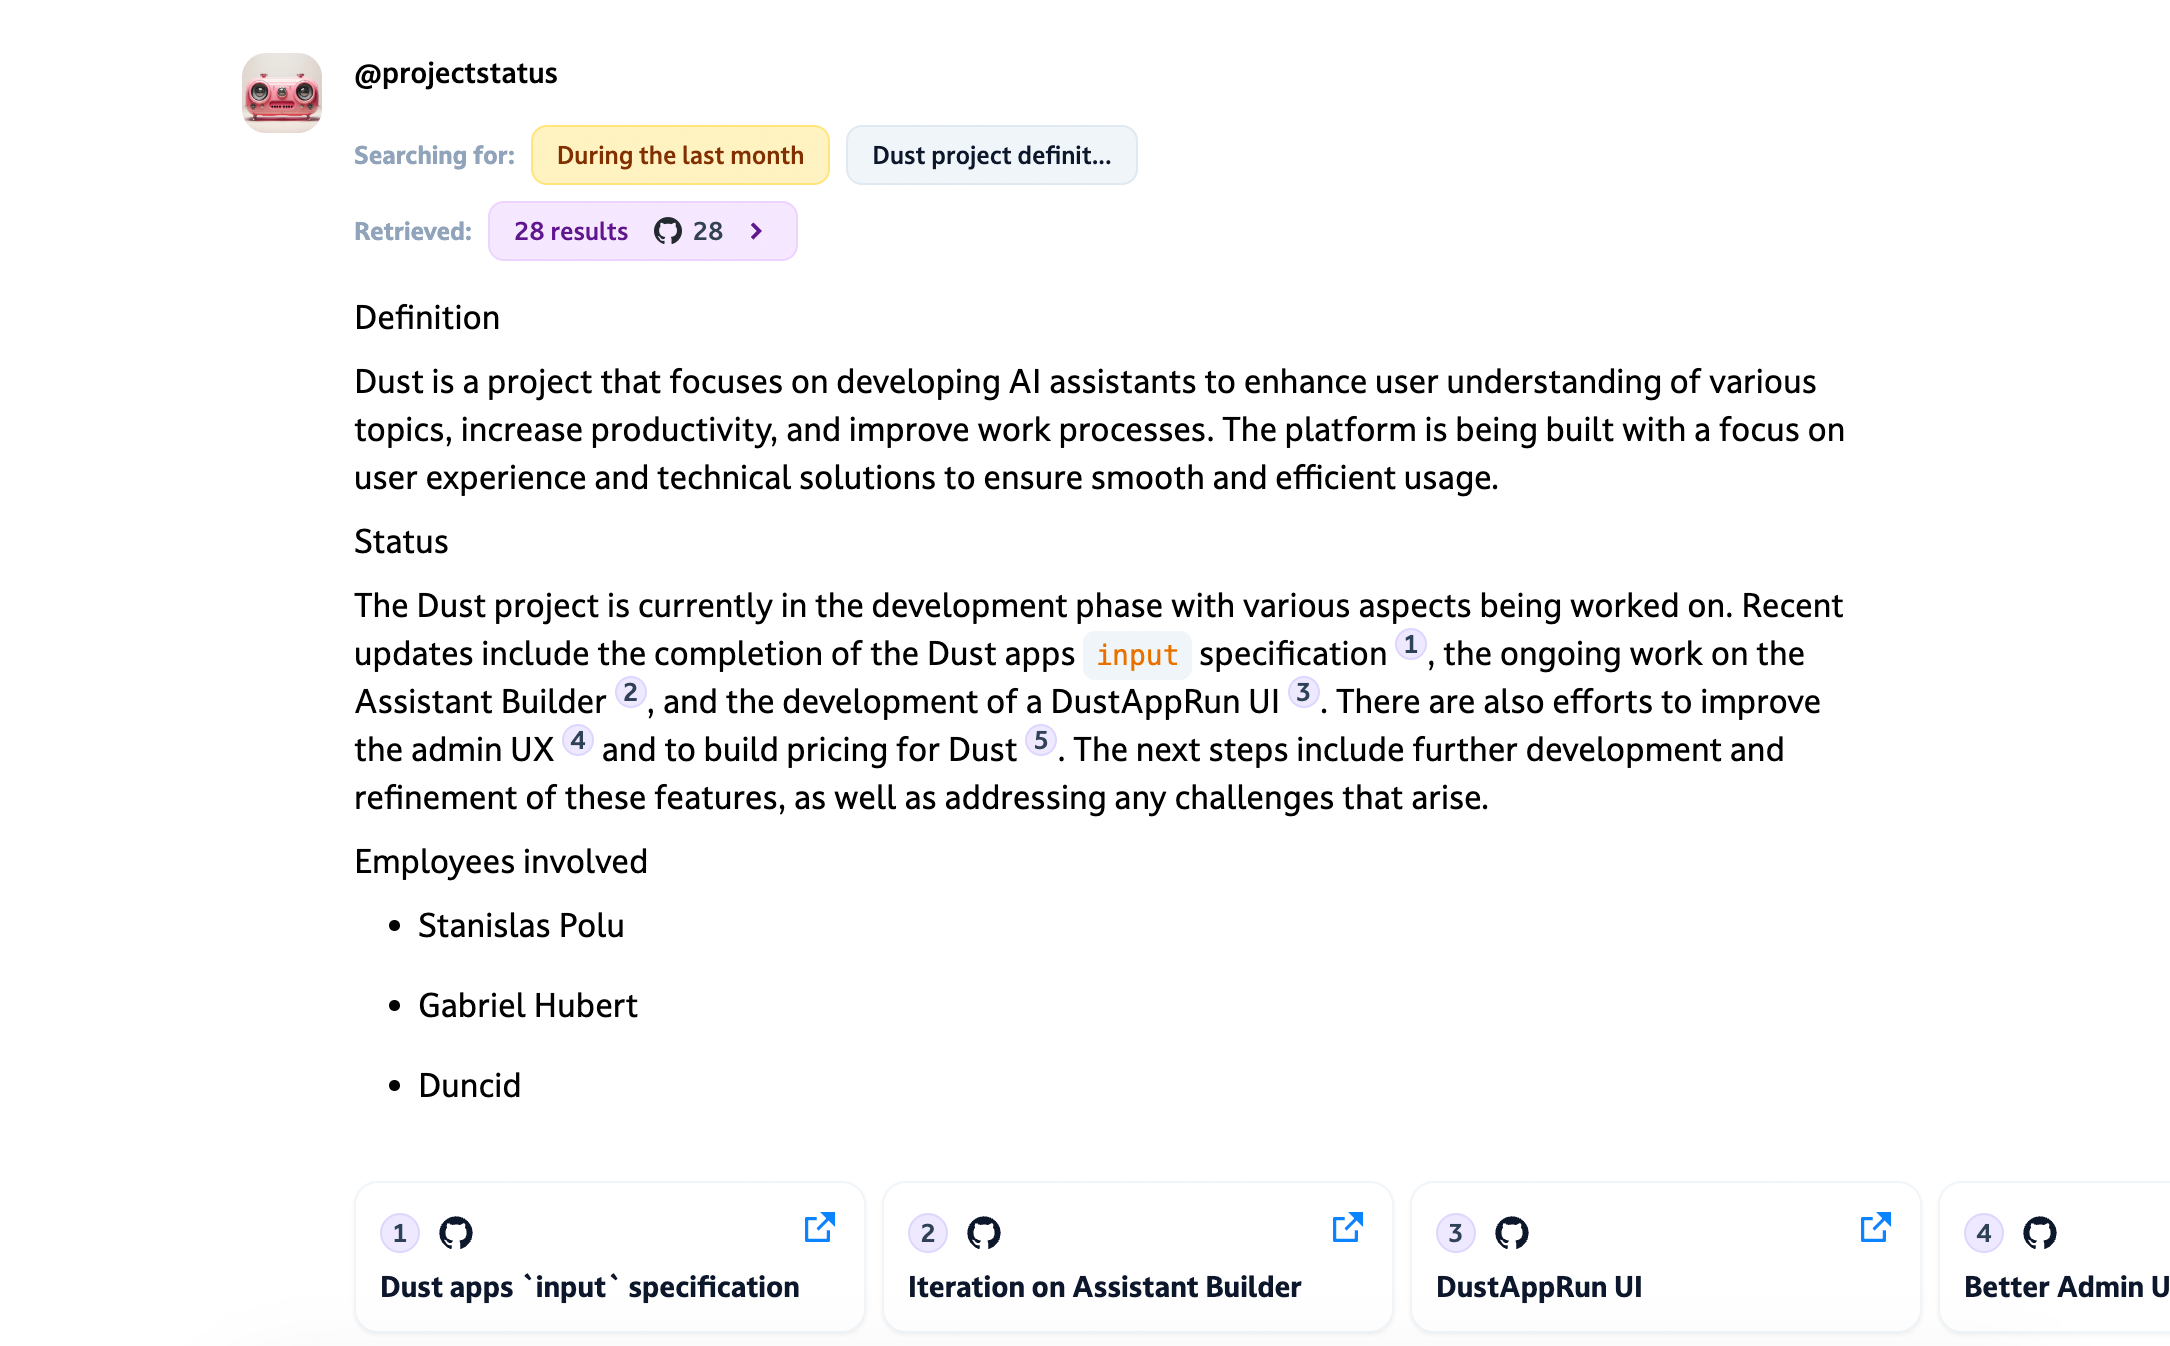 @projectstatus
Searching for: During the last month Dust project definit...
Retrieved: 28 results 28
Definition
Dust is a project that focuses on developing AI assistants to enhance user understanding of various
topics, increase productivity, and improve work processes. The platform is being built with a focus on
user experience and technical solutions to ensure smooth and efficient usage.
Status
The Dust project is currently in the development phase with various aspects being worked on. Recent
updates include the completion of the Dust apps input specification 1, the ongoing work on the
Assistant Builder 2, and the development of a DustAppRun UI 3. There are also efforts to improve
the admin UX 4 and to build pricing for Dust 5. The next steps include further development and
refinement of these features, as well as addressing any challenges that arise.
Employees involved
• Stanislas Polu
• Gabriel Hubert
• Duncid
1
Dust apps `input` specification
2
Iteration on Assistant Builder
3
DustAppRun UI
4
Better Admin U